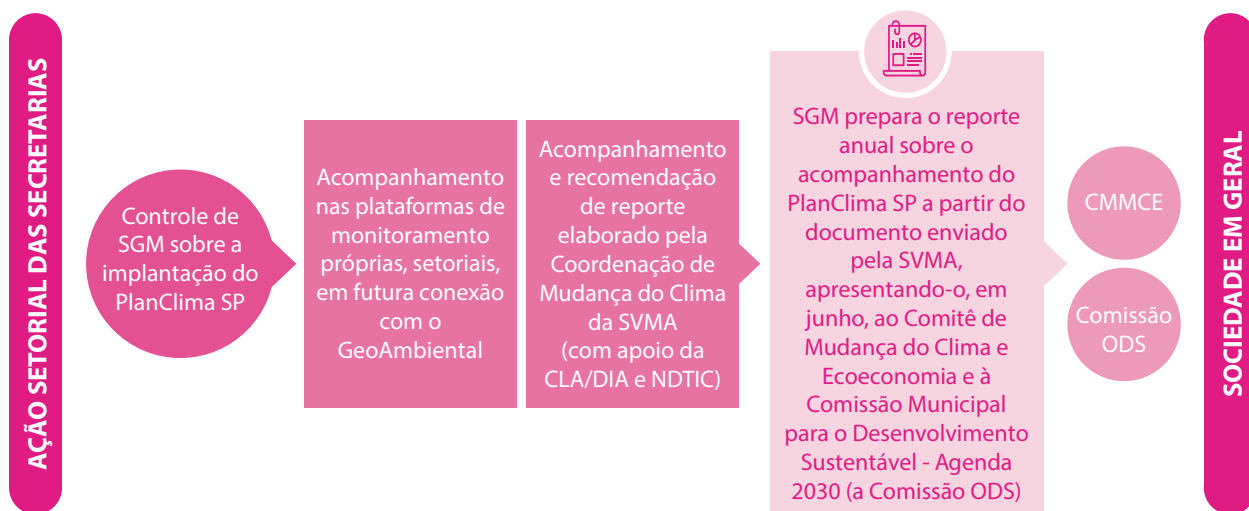 AÇÃO SETORIAL DAS SECRETARIAS
Controle de
SGM sobre a
implantação do
PlanClima SP
Acompanhamento
nas plataformas de
monitoramento
próprias, setoriais,
em futura conexão
com o
GeoAmbiental
Acompanhamento
e recomendação
de reporte
elaborado pela
Coordenação de
Mudança do Clima
da SVMA
(com apoio da
CLA/DIA e NDTIC)
SGM prepara o reporte
anual sobre o
acompanhamento do
PlanClima SP a partir do
documento enviado
pela SVMA,
apresentando-o, em
junho, ao Comitê de
Mudança do Clima e
Ecoeconomia e à
Comissão Municipal
para o Desenvolvimento
Sustentável - Agenda
2030 (a Comissão ODS)
CMMCE
Comissão
ODS
SOCIEDADE EM GERAL